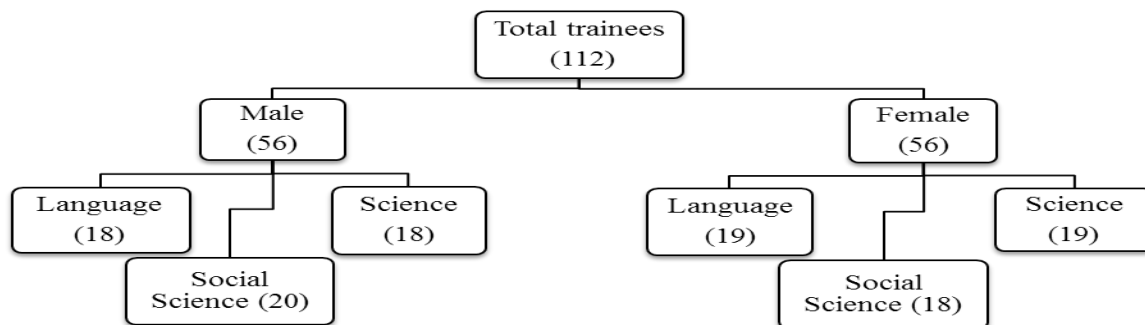 Total trainees
(112)
Male
(56)
Female
(56)
Language
(18)
Science
(18)
Social
Science (20)
Language
(19)
Science
(19)
Social
Science (18)